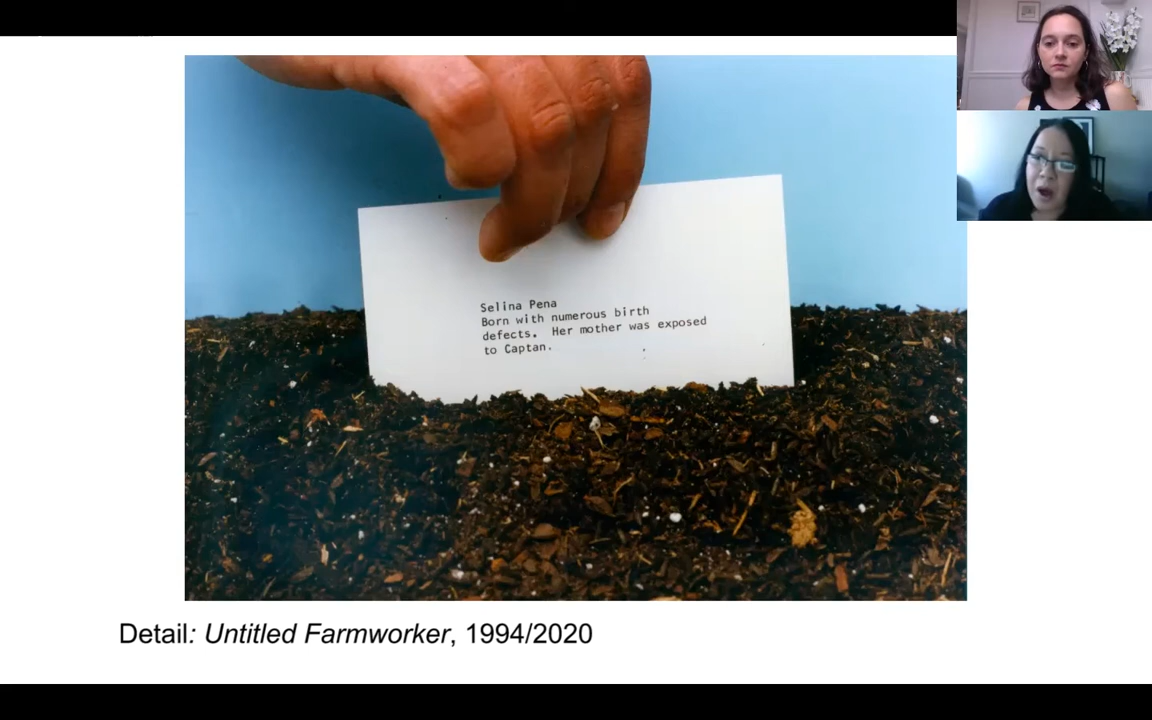 Selina Pena
Born with numerous birth
defects. Her mother was exposed
to Captan.
Detail: Untitled Farmworker, 1994/2020